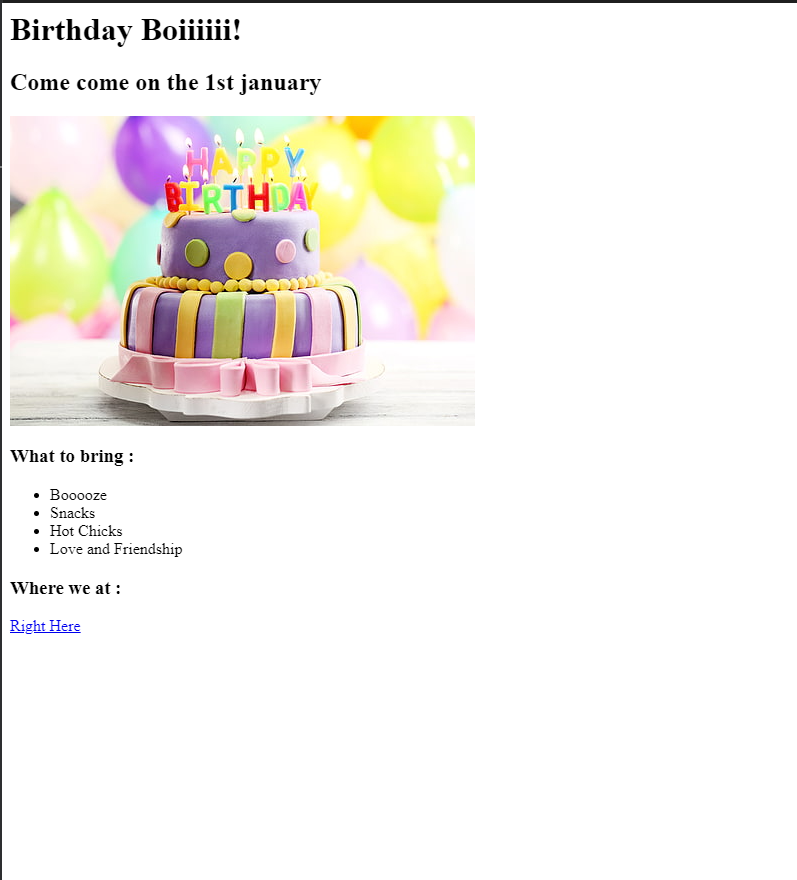 Birthday Boiiiiii!
Come come on the 1st january
HAPPY
BIRTHDAY
What to bring :
Booooze
Snacks
Hot Chicks
Love and Friendship
Where we at :
Right Here